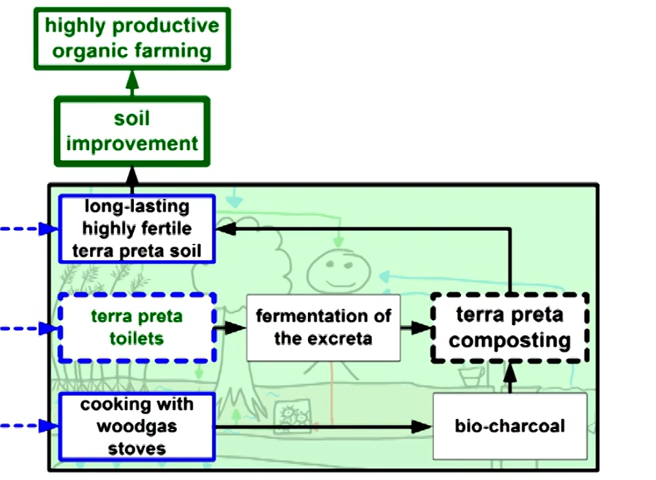 highly productive
organic farming
soil
improvement
long-lasting
highly fertile
terra preta soil
terra preta
toilets
fermentation of
the excreta
terra preta
composting
cooking with
woodgas
stoves
bio-charcoal